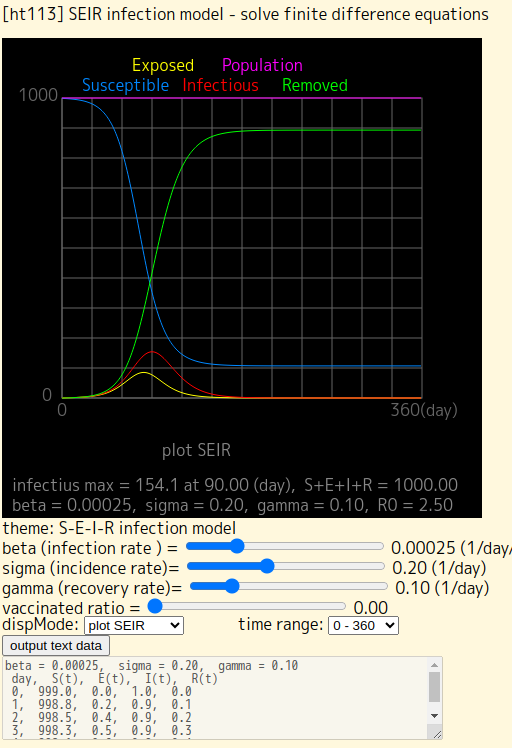 [ht113] SEIR infection model - solve finite difference equations
Exposed Population
Susceptible Infectious Removed
1000
0
0 360(day)
plot SEIR
infectius max = 154.1 at 90.00 (day), S+E+I+R = 1000.00
beta = 0.00025, sigma = 0.20, gamma = 0.10, R0 = 2.50
theme: S-E-I-R infection model
beta (infection rate ) = 0.00025 (1/day/
sigma (incidence rate)= 0.20 (1/day)
gamma (recovery rate)= 0.10 (1/day)
vaccinated ratio = 0.00
dispMode: plot SEIR time range: 0 - 360
output text data
beta = 0.00025, sigma = 0.20, gamma = 0.10
day, S(t), E(t), I(t), R(t)
0, 999.0, 0.0, 1.0, 0.0
1, 998.8, 0.2, 0.9, 0.1
2, 998.5, 0.4, 0.9, 0.2
3, 998.3, 0.5, 0.9, 0.3